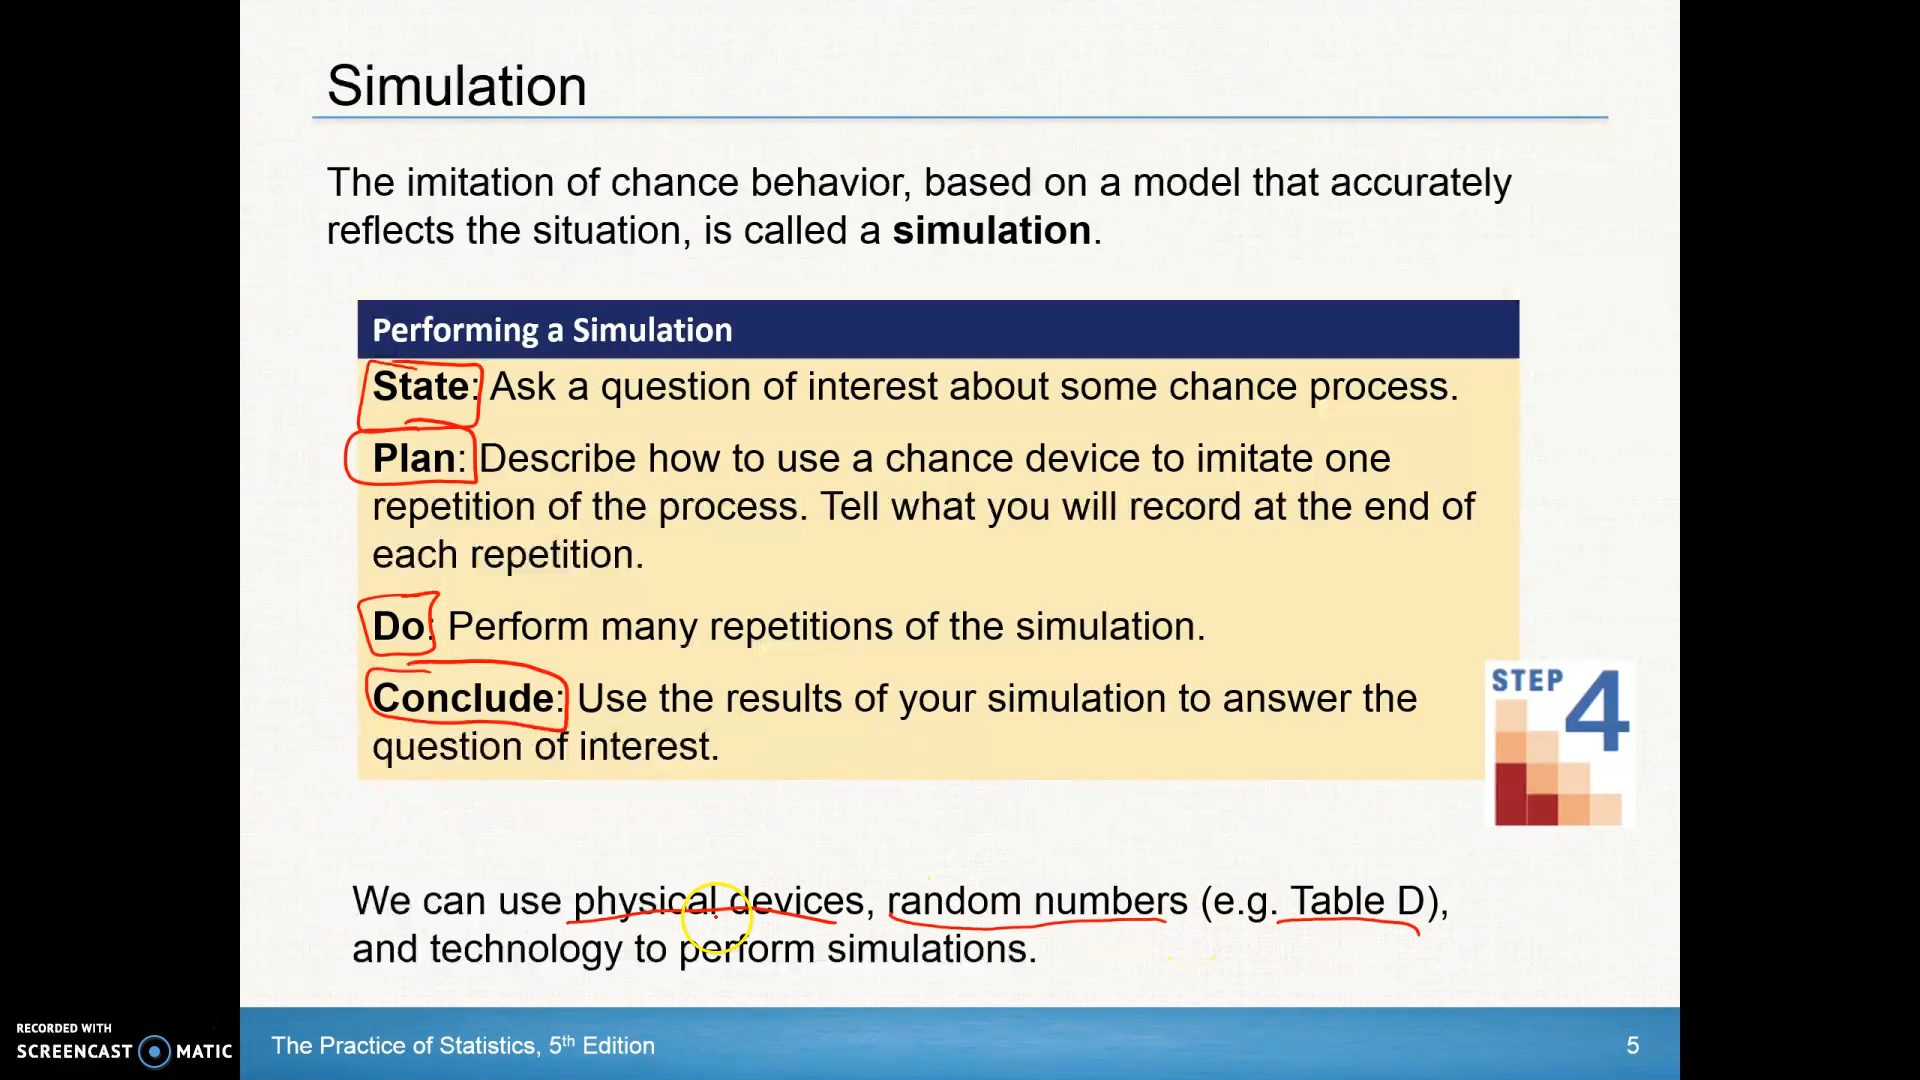 Simulation
The imitation of chance behavior, based on a model that accurately
reflects the situation, is called a simulation.
Performing a Simulation
State: Ask a question of interest about some chance process.
Plan: Describe how to use a chance device to imitate one
repetition of the process. Tell what you will record at the end of
each repetition.
Do: Perform many repetitions of the simulation.
Conclude: Use the results of your simulation to answer the
question of interest.
STEP 4
We can use physical devices, random numbers (e.g. Table D),
and technology to perform simulations.
RECORDED WITH
SCREENCAST MATIC
The Practice of Statistics, 5th Edition
5